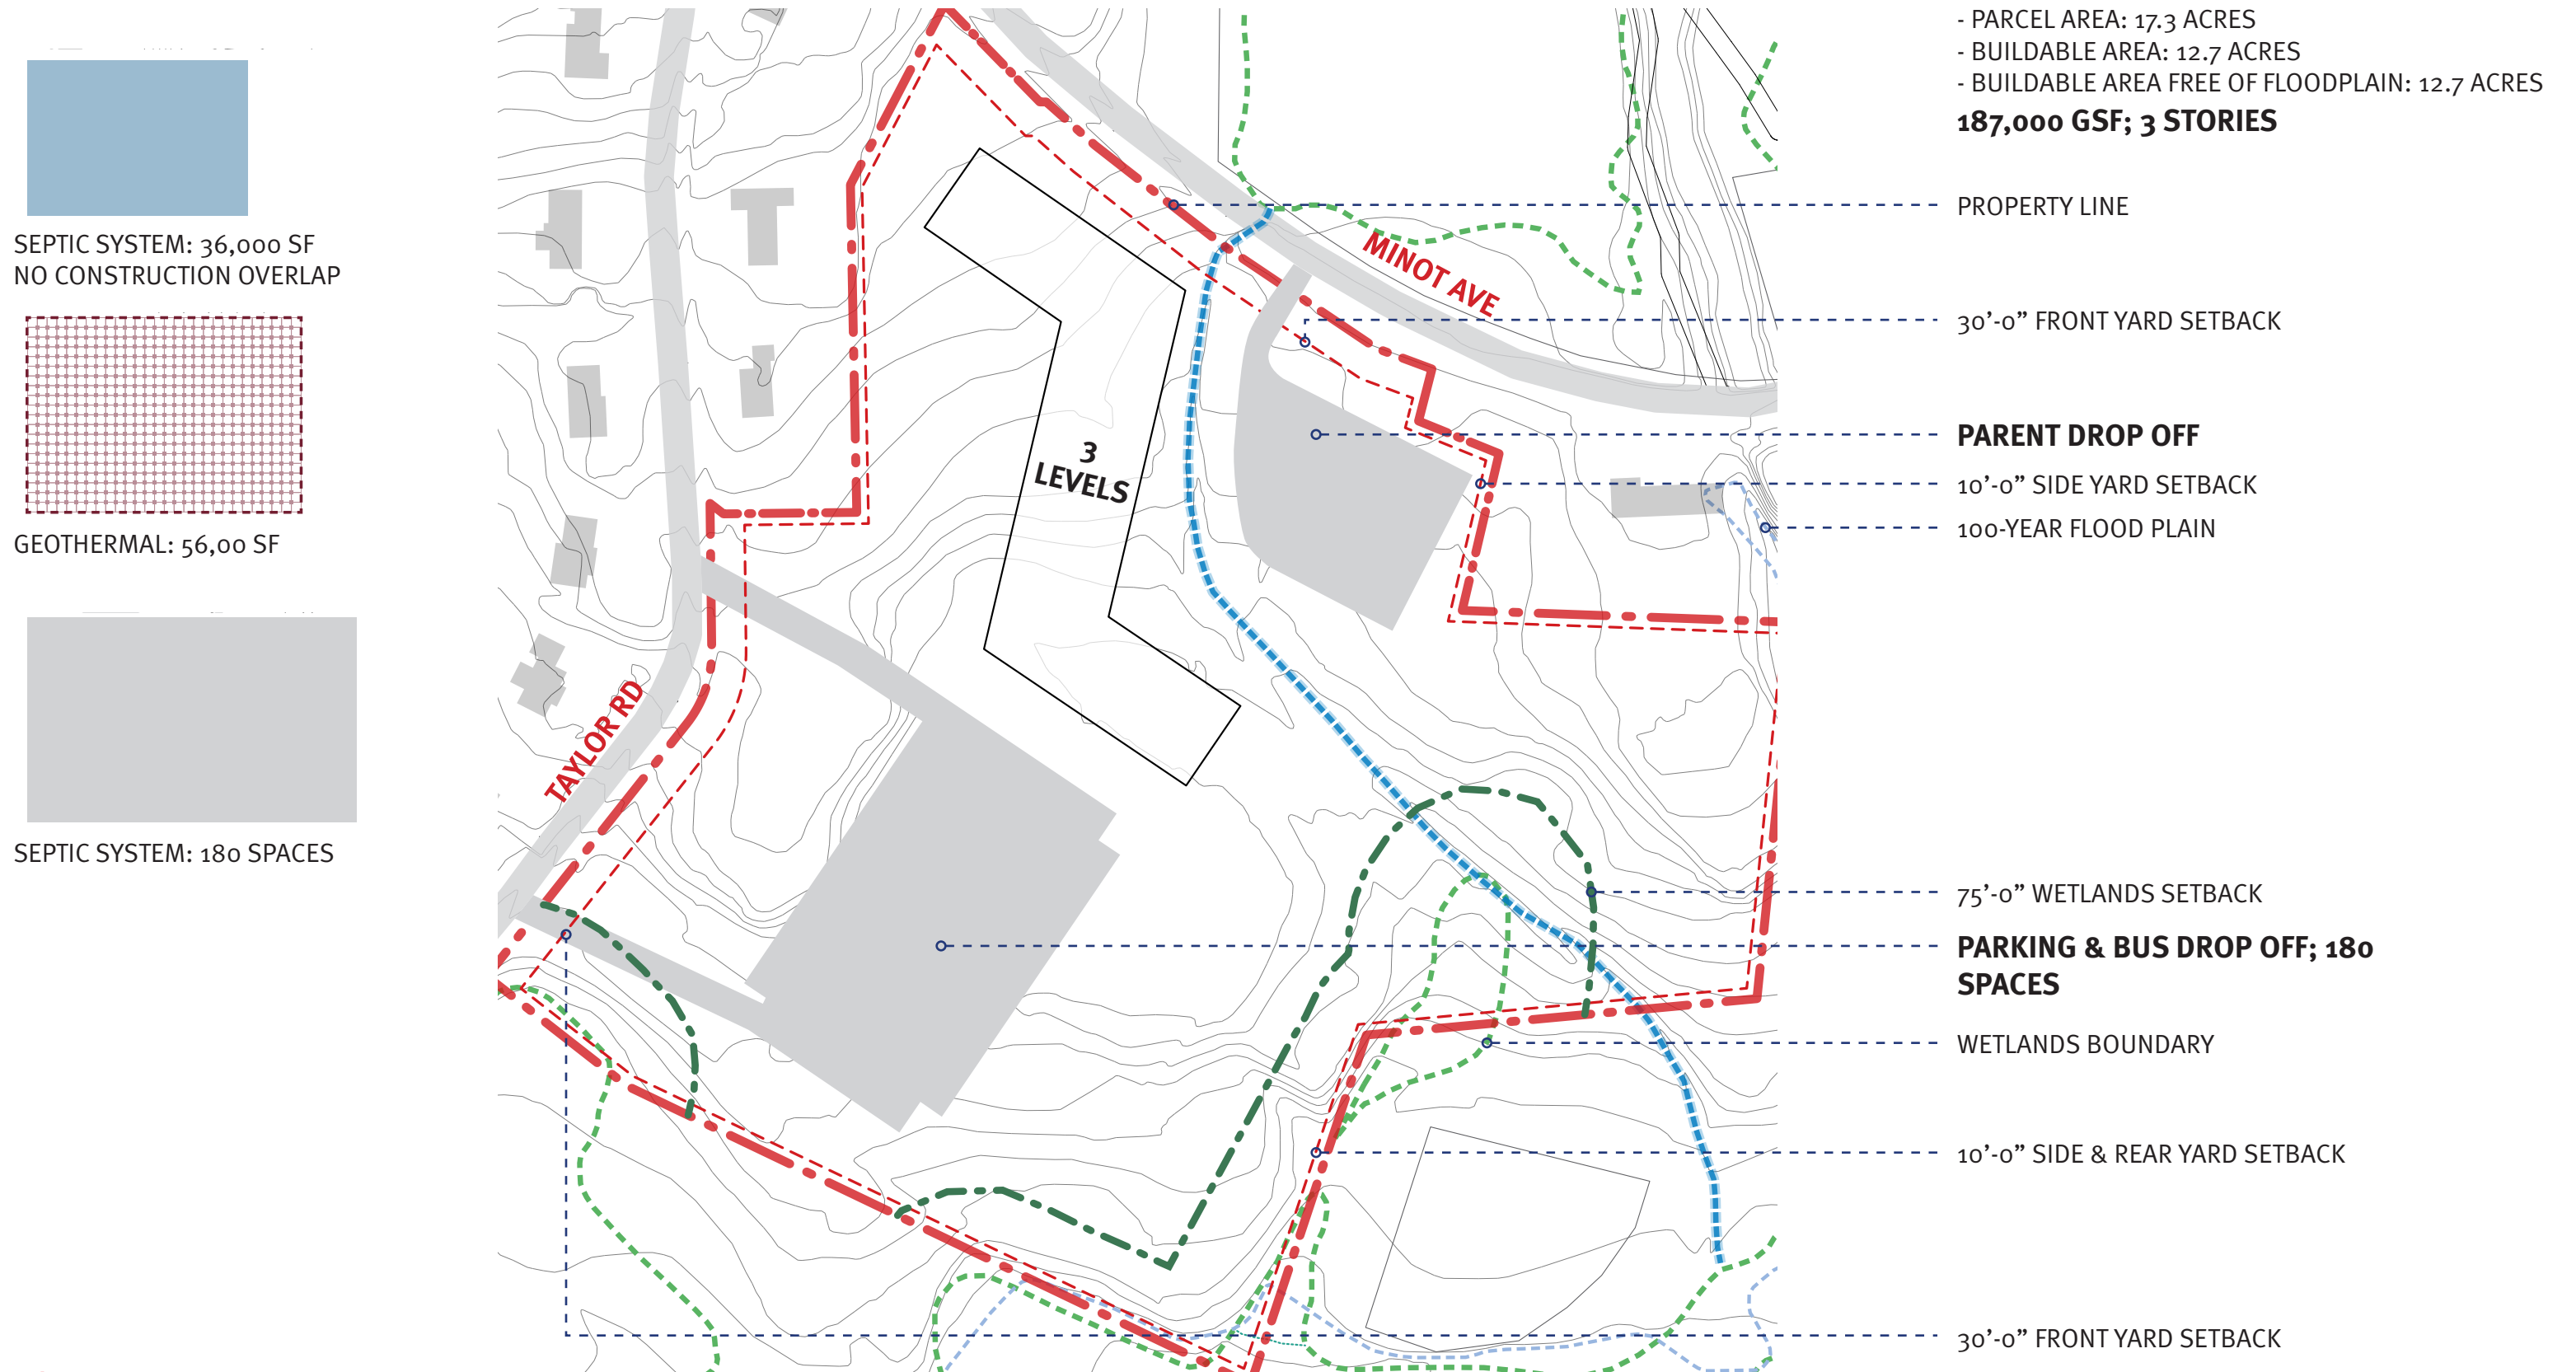 SEPTIC SYSTEM: 36,000 SF
NO CONSTRUCTION OVERLAP
GEOTHERMAL: 56,00 SF
SEPTIC SYSTEM: 180 SPACES
MINOT AVE
3
LEVELS
TAYLOR RD
- PARCEL AREA: 17.3 ACRES
- BUILDABLE AREA: 12.7 ACRES
- BUILDABLE AREA FREE OF FLOODPLAIN: 12.7 ACRES
187,000 GSF; 3 STORIES
PROPERTY LINE
30’-0” FRONT YARD SETBACK
PARENT DROP OFF
10’-0” SIDE YARD SETBACK
100-YEAR FLOOD PLAIN
75’-0” WETLANDS SETBACK
PARKING & BUS DROP OFF; 180
SPACES
WETLANDS BOUNDARY
10’-0” SIDE & REAR YARD SETBACK
30’-0” FRONT YARD SETBACK